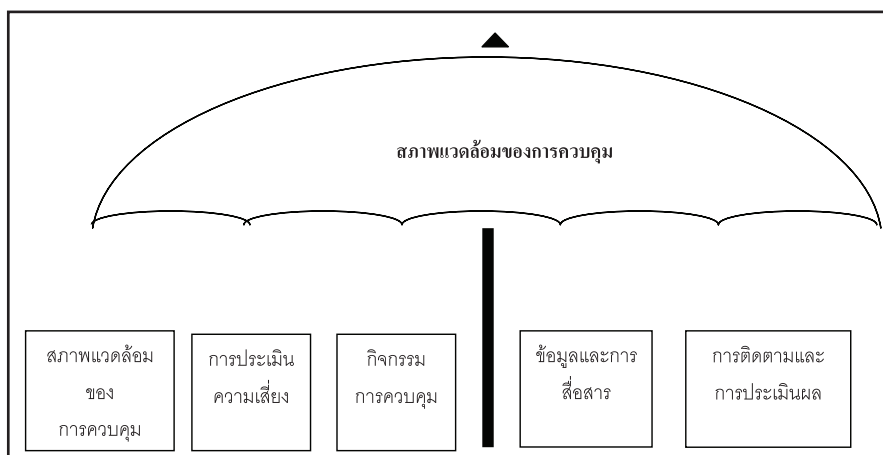 สภาพแวดล้อมของการควบคุม
สภาพแวดล้อม
ของ
การควบคุม
การประเมิน
ความเสี่ยง
กิจกรรม
การควบคุม
ข้อมูลและการ
สื่อสาร
การติดตามและ
การประเมินผล